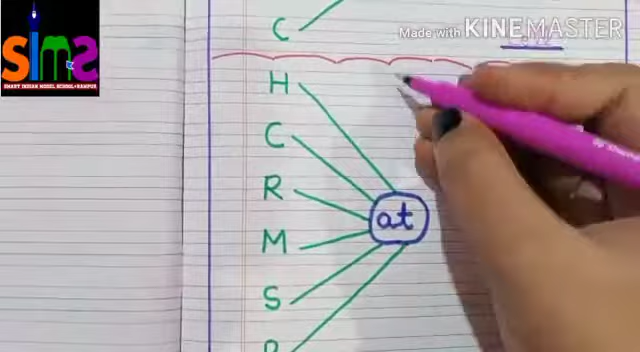 SIMS
SMART INDIAN MODEL SCHOOL RAMPUR
Made with KINEMASTER
C
H
C
R
at
M
S